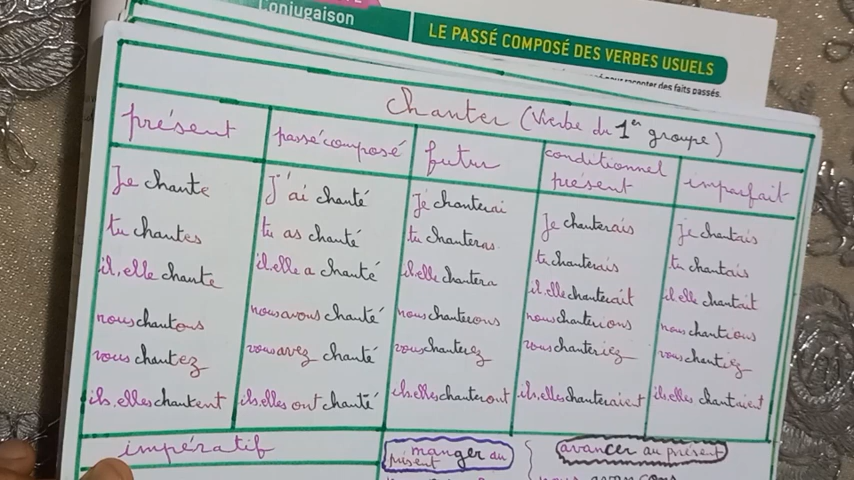 Conjugaison
LE PASSÉ COMPOSÉ DES VERBES USUELS
des faits passés.
chanter (Verbe du 1er groupe)
présent
Je chante
tu chantes
il, elle chante
nous chantons
vous chantez
ils, elles chantent
passé composé
J'ai chanté
tu as chanté
il, elle a chanté
nous avons chanté
vous avez chanté
ils, elles ont chanté
futur
Je chanterai
tu chanteras
il, elle chantera
nous chanterons
vous chanterez
ils, elles chanteront
conditionnel
présent
Je chanterais
tu chanterais
il, elle chanterait
nous chanterions
vous chanteriez
ils, elles chanteraient
imparfait
je chantais
tu chantais
il, elle chantait
nous chantions
vous chantiez
ils, elles chantaient
impératif
manger au
présent
avancer au présent
nous avançons